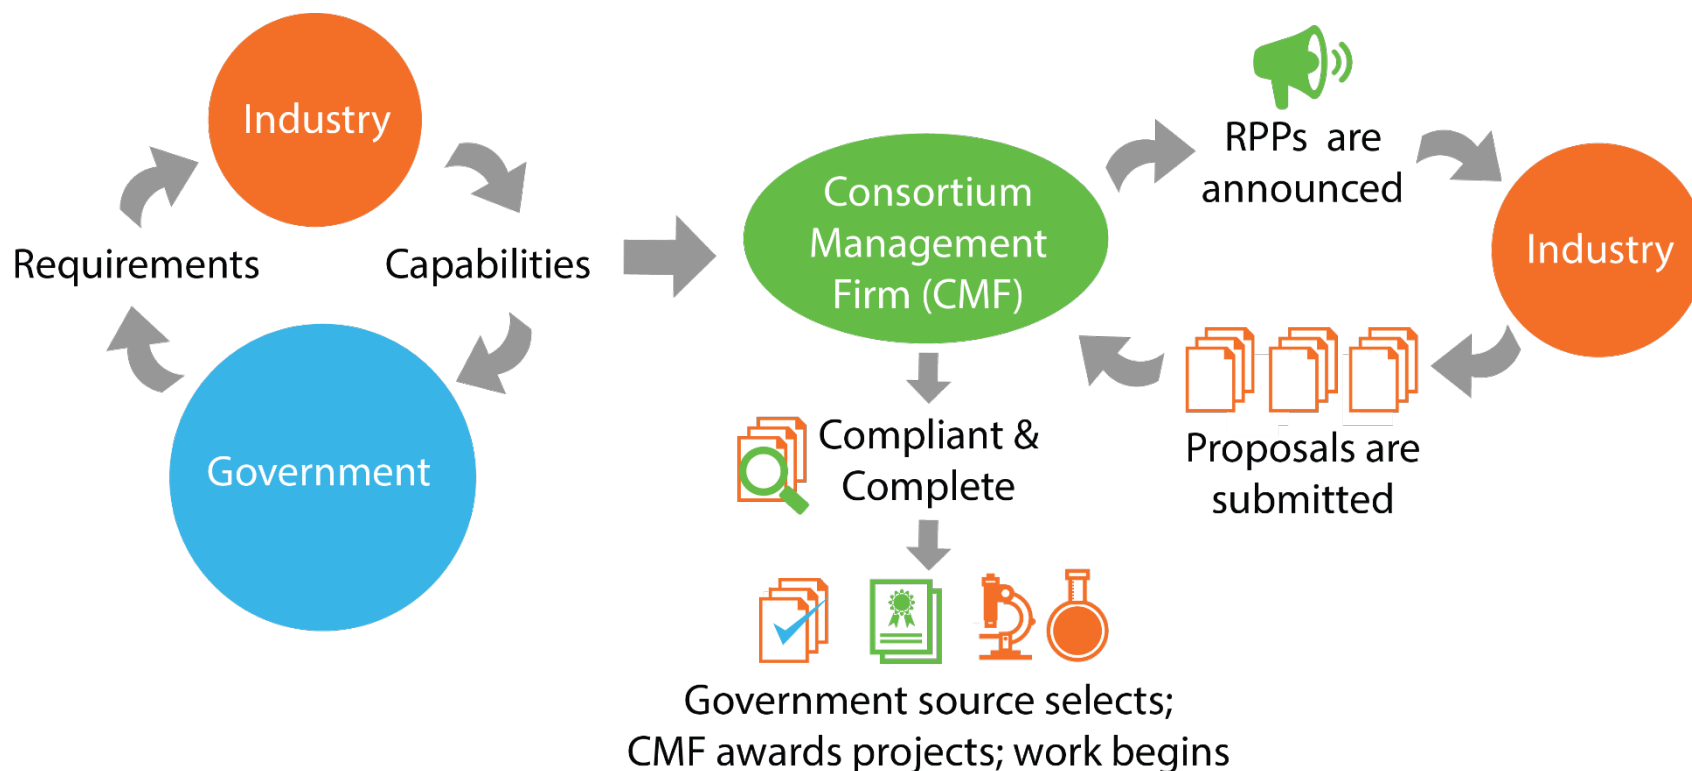 Industry
Requirements
Capabilities
Government
Consortium
Management
Firm (CMF)
RPPs are
announced
Industry
Proposals are
submitted
Compliant &
Complete
Government source selects;
CMF awards projects; work begins